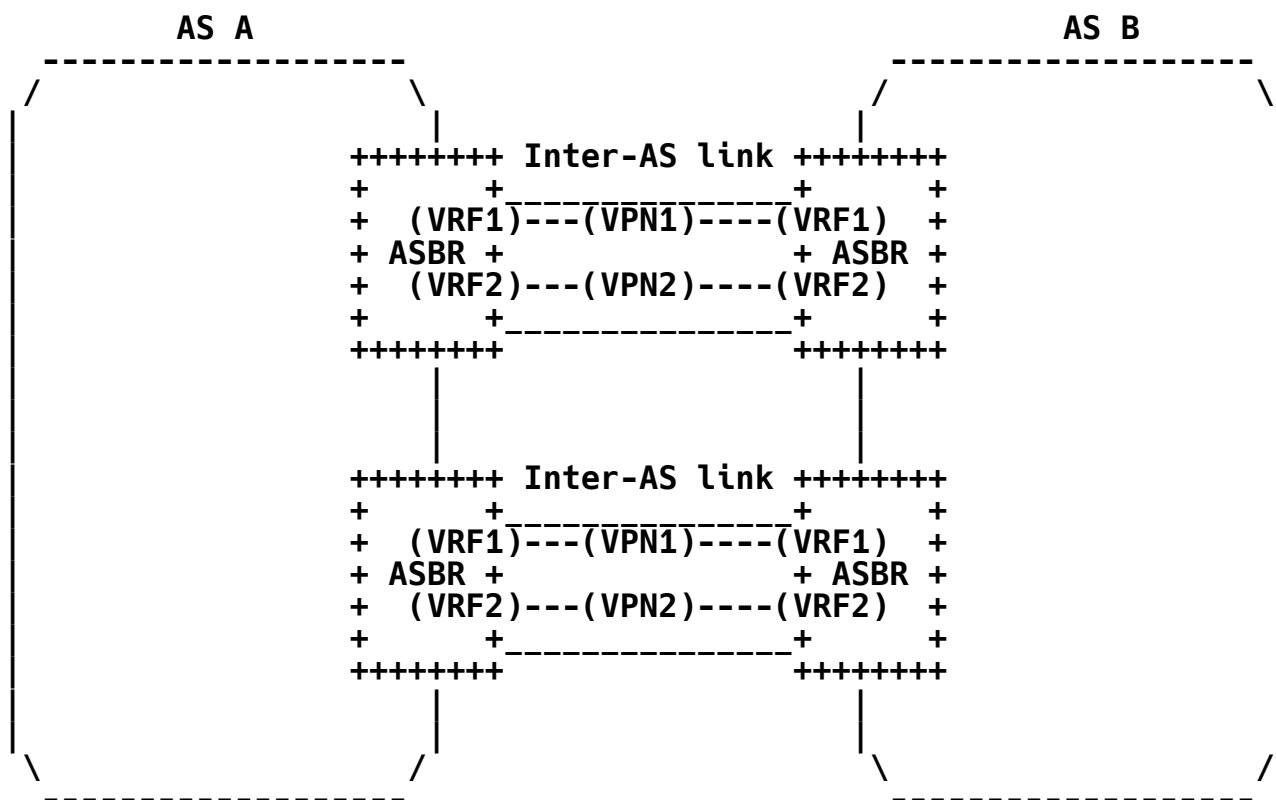 AS A AS B
Inter-AS link
(VRF1)---(VPN1)----(VRF1)
ASBR ASBR
(VRF2)---(VPN2)----(VRF2)
Inter-AS link
(VRF1)---(VPN1)----(VRF1)
ASBR ASBR
(VRF2)---(VPN2)----(VRF2)